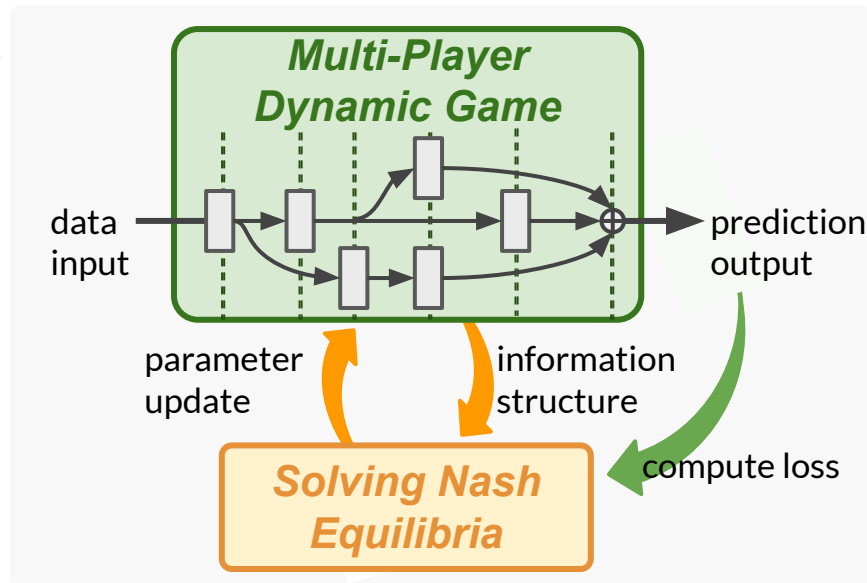 Multi-Player
Dynamic Game
data
input
prediction
output
parameter
update
information
structure
compute loss
Solving Nash
Equilibria